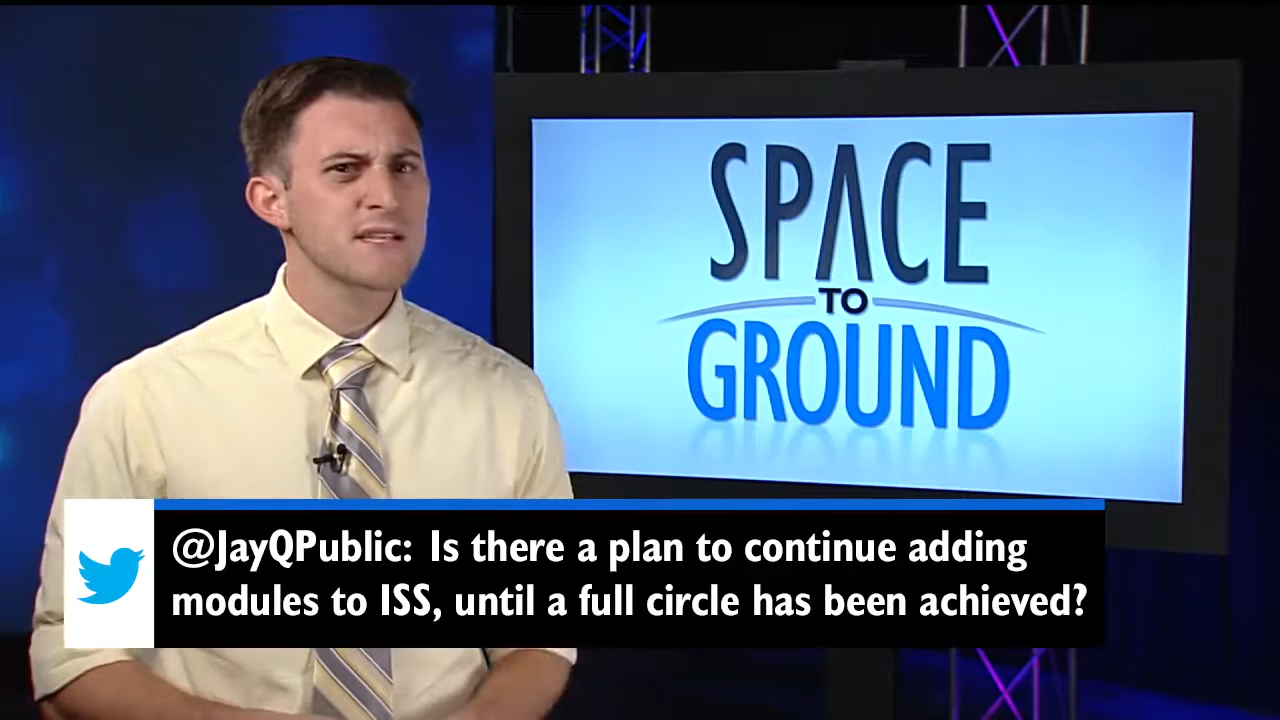 SPACE
TO
GROUND
@JayQPublic: Is there a plan to continue adding
modules to ISS, until a full circle has been achieved?